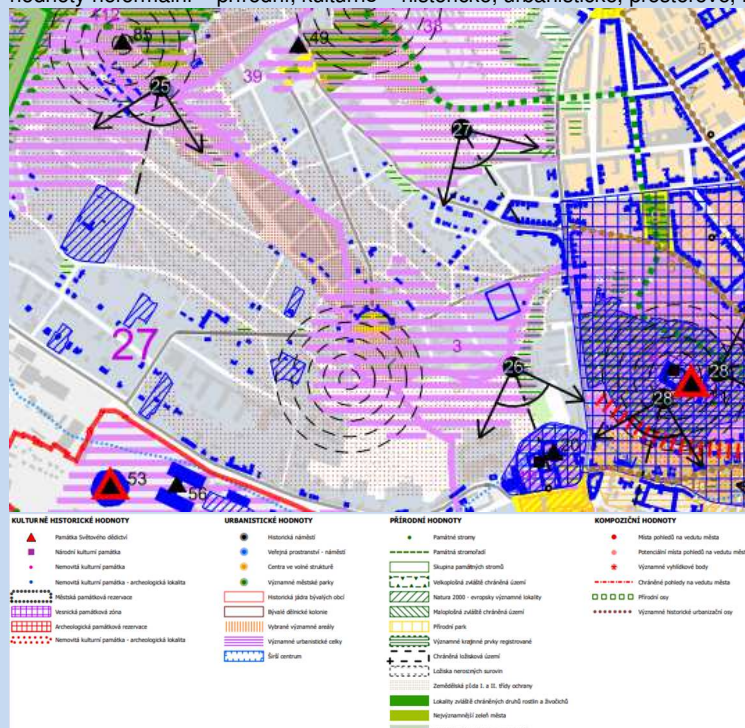 hodnoty neformální – přírodní, kulturně – historické, urbanistické, prostorové,
12
85
49
38
39
25
27
5
9
27
3
26
28
28
53
56
KULTURNĚ HISTORICKÉ HODNOTY
Památka Světového dědictví
Národní kulturní památka
Nemovitá kulturní památka
Nemovitá kulturní památka - archeologická lokalita
Městská památková rezervace
Vesnická památková zóna
Archeologická památková rezervace
Nemovitá kulturní památka - archeologická lokalita
URBANISTICKÉ HODNOTY
Historická náměstí
Veřejná prostranství - náměstí
Centra ve volné struktuře
Významné městské parky
Historická jádra bývalých obcí
Bývalé dělnické kolonie
Vybrané významné areály
Významné urbanistické celky
Širší centrum
PŘÍRODNÍ HODNOTY
Památné stromy
Památná stromořadí
Skupina památných stromů
Velkoplošná zvláště chráněná území
Natura 2000 - evropsky významné lokality
Maloplošná zvláště chráněná území
Přírodní park
Významné krajinné prvky registrované
Chráněná ložisková území
Ložiska nerostných surovin
Zemědělská půda I. a II. třídy ochrany
Lokality zvláště chráněných druhů rostlin a živočichů
Nejvýznamnější zeleň města
KOMPOZIČNÍ HODNOTY
Místa pohledů na vedutu města
Potenciální místa pohledů na vedutu měst
Významné vyhlídkové body
Chráněné pohledy na vedutu města
Přírodní osy
Významné historické urbanizační osy